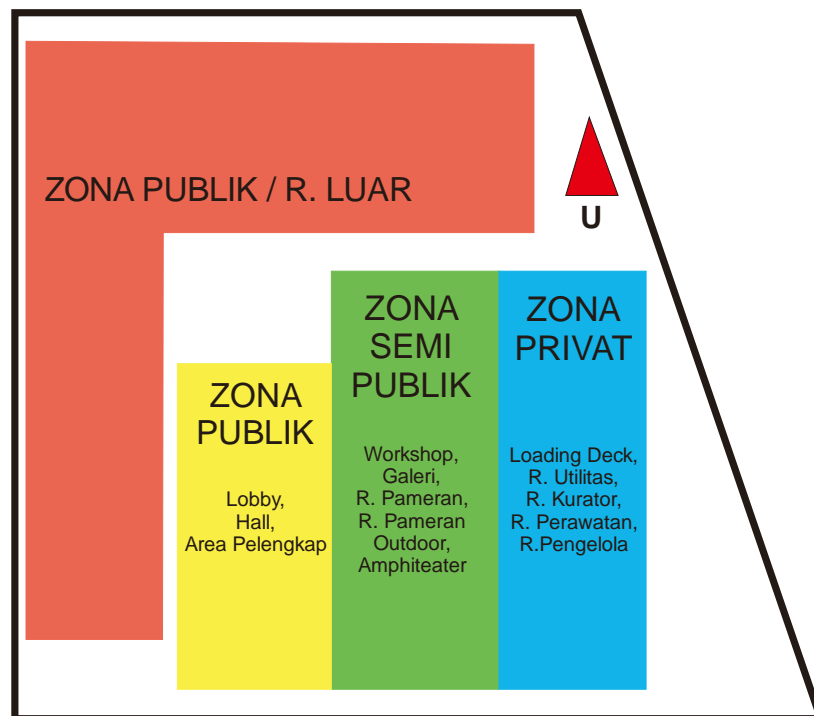 ZONA PUBLIK / R. LUAR
U
ZONA
PUBLIK
Lobby,
Hall,
Area Pelengkap
ZONA
SEMI
PUBLIK
Workshop,
Galeri,
R. Pameran,
R. Pameran
Outdoor,
Amphiteater
ZONA
PRIVAT
Loading Deck,
R. Utilitas,
R. Kurator,
R. Perawatan,
R.Pengelola